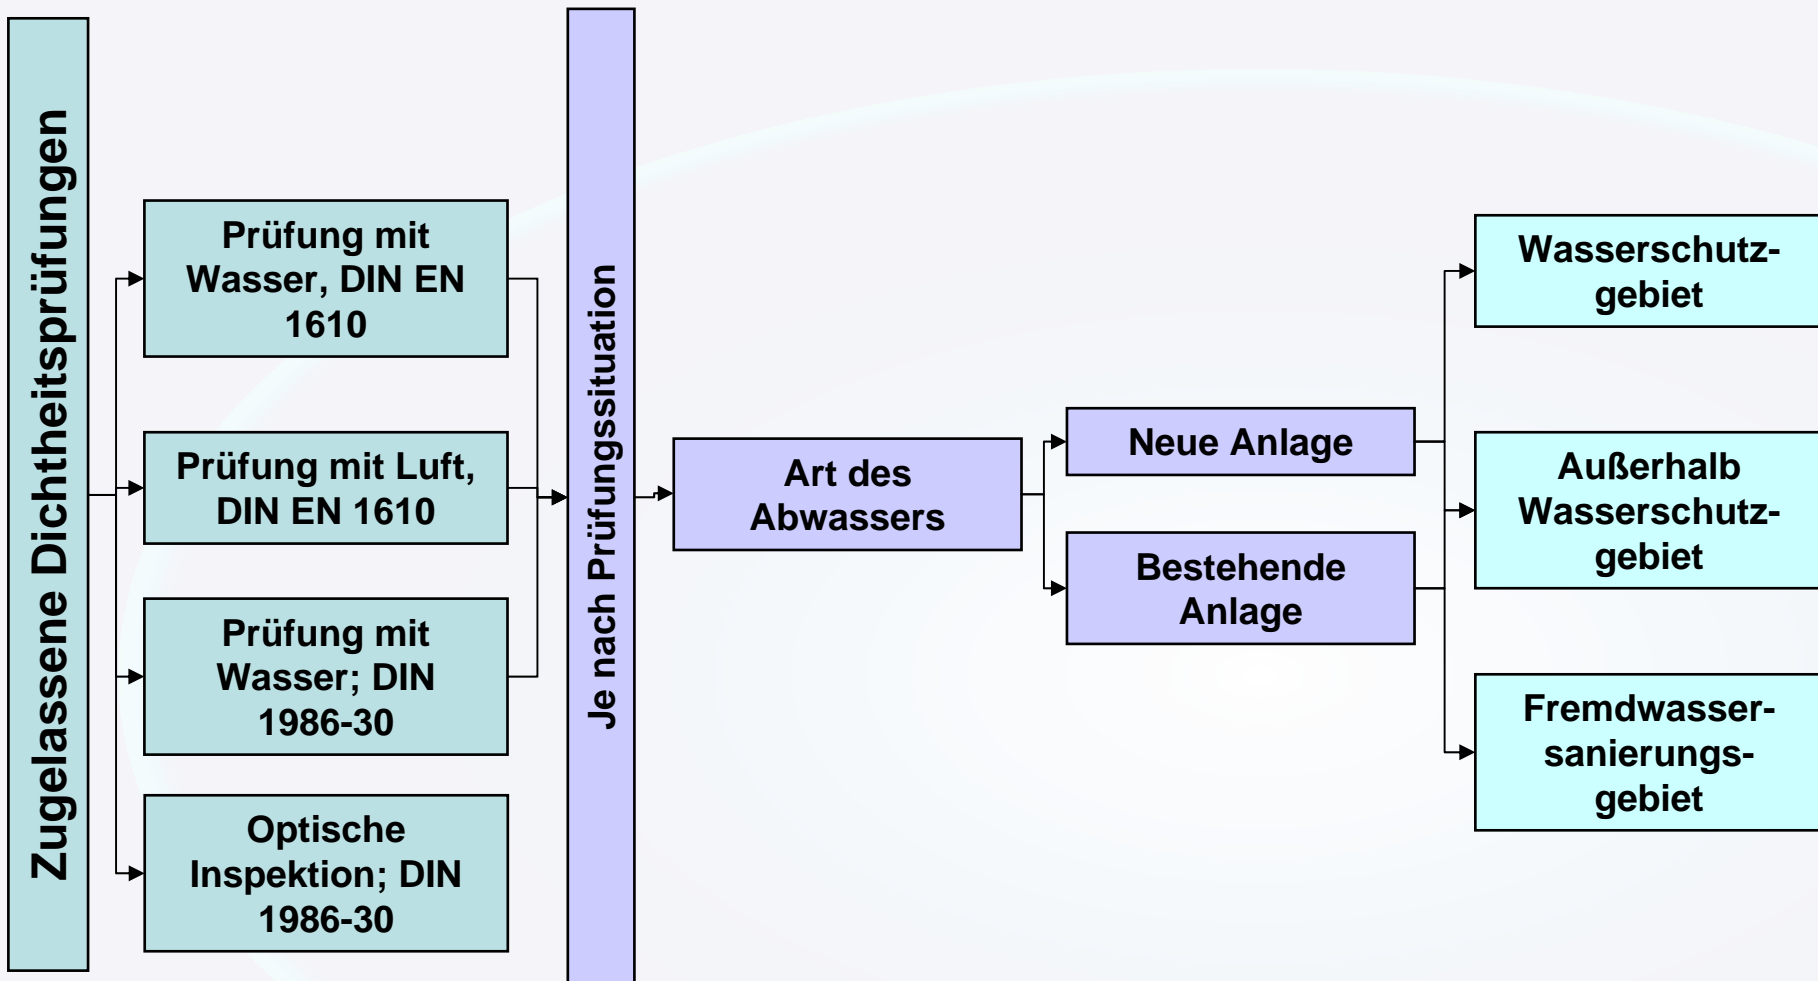 Zugelassene Dichtheitsprüfungen
Prüfung mit
Wasser, DIN EN
1610
Prüfung mit Luft,
DIN EN 1610
Prüfung mit
Wasser; DIN
1986-30
Optische
Inspektion; DIN
1986-30
Je nach Prüfungssituation
Art des
Abwassers
Neue Anlage
Bestehende
Anlage
Wasserschutz-
gebiet
Außerhalb
Wasserschutz-
gebiet
Fremdwasser-
sanierungs-
gebiet